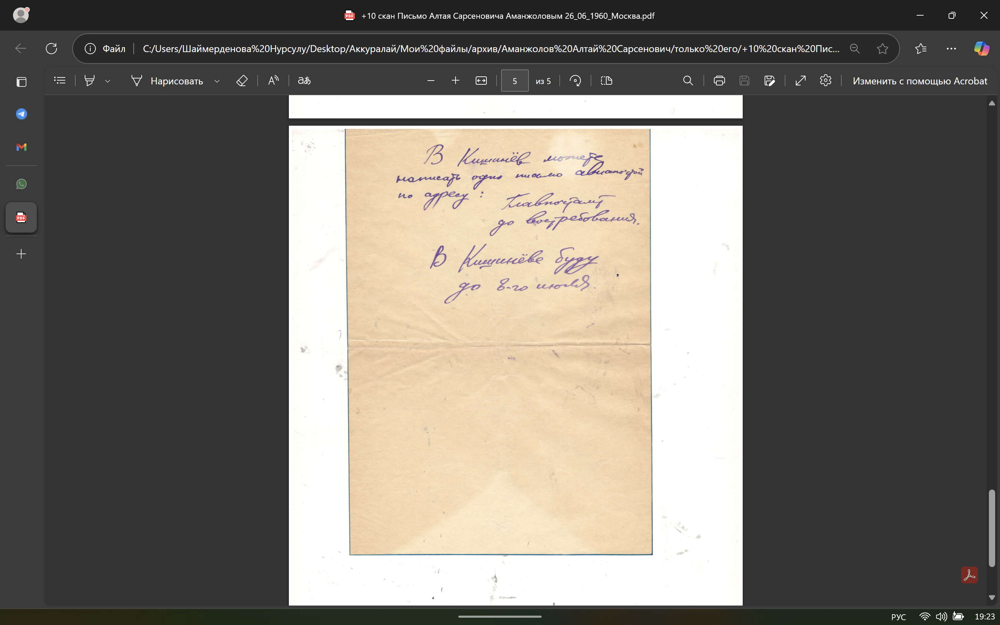 +10 скан Письмо Алтая Сарсеновича Аманжоловым 26_06_1960_Москва.pdf
Файл
C:/Users/Шаймерденова%20Нурсулу/Desktop/Аккуралай/Мои%20файлы/архив/Аманжолов%20Алтай%20Сарсенович/только%20его/+10%20скан%20Пис...
Нарисовать
5 из 5
Изменить с помощью Acrobat
В Кишинёв можете
написать одно письмо авиапочтой
по адресу:
Главпочтамт
до востребования.
В Кишинёве буду
до 8-го июля.
РУС
19:23